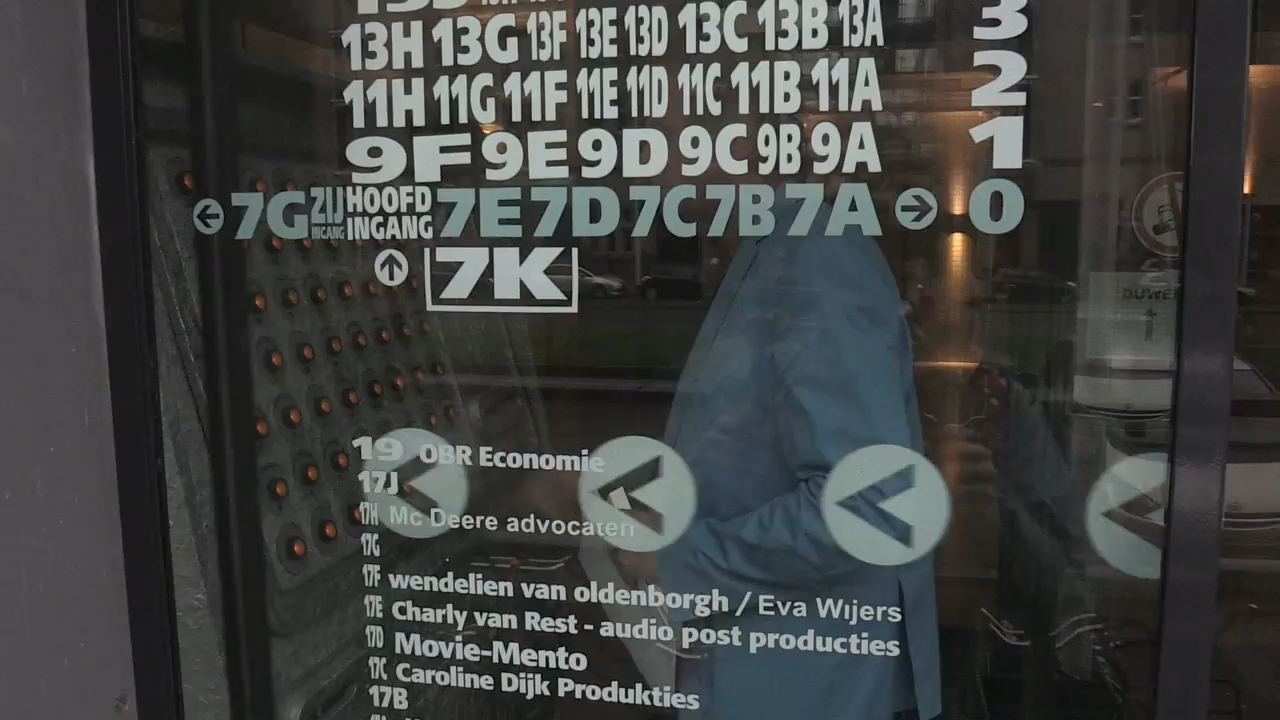 13H 13G 13F 13E 13D 13C 13B 13A 3
11H 11G 11F 11E 11D 11C 11B 11A 2
9F 9E 9D 9C 9B 9A 1
← 7G ZIJ INGANG HOOFD INGANG 7E 7D 7C 7B 7A → 0
↑ 7K
DUWEN
19 OBR Economie
17J
17H Mc Deere advocaten
17G
17F wendelien van oldenborgh / Eva Wijers
17E Charly van Rest - audio post producties
17D Movie-Mento
17C Caroline Dijk Produkties
17B